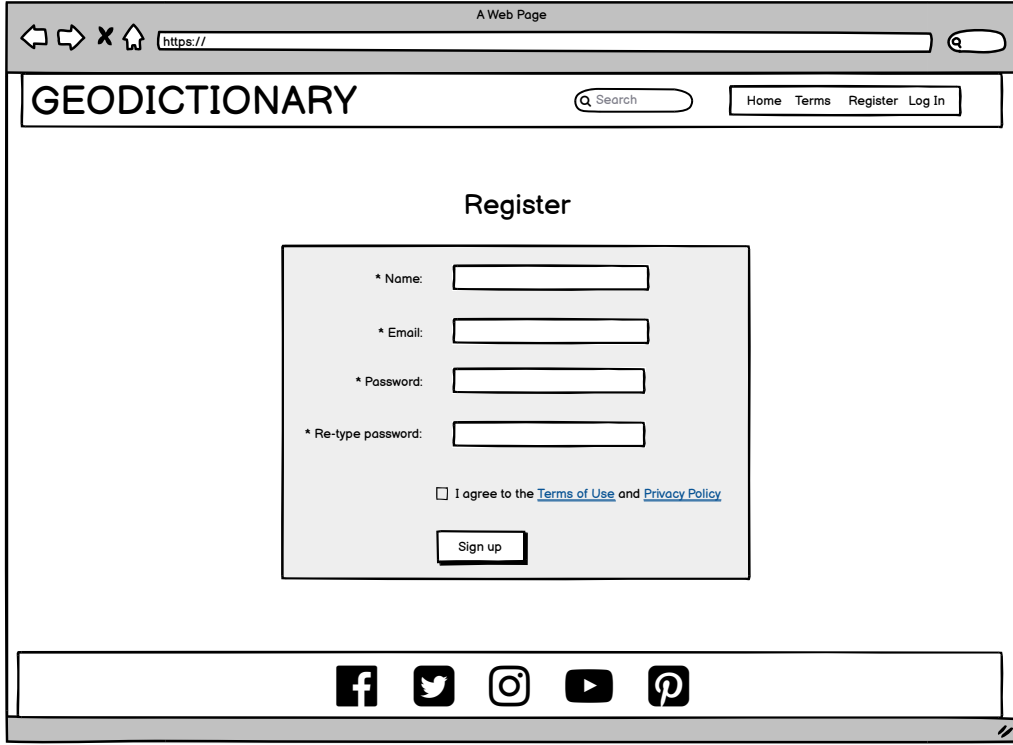 A Web Page
https://
GEODICTIONARY
Search
Home Terms Register Log In
Register
* Name:
* Email:
* Password:
* Re-type password:
I agree to the Terms of Use and Privacy Policy
Sign up